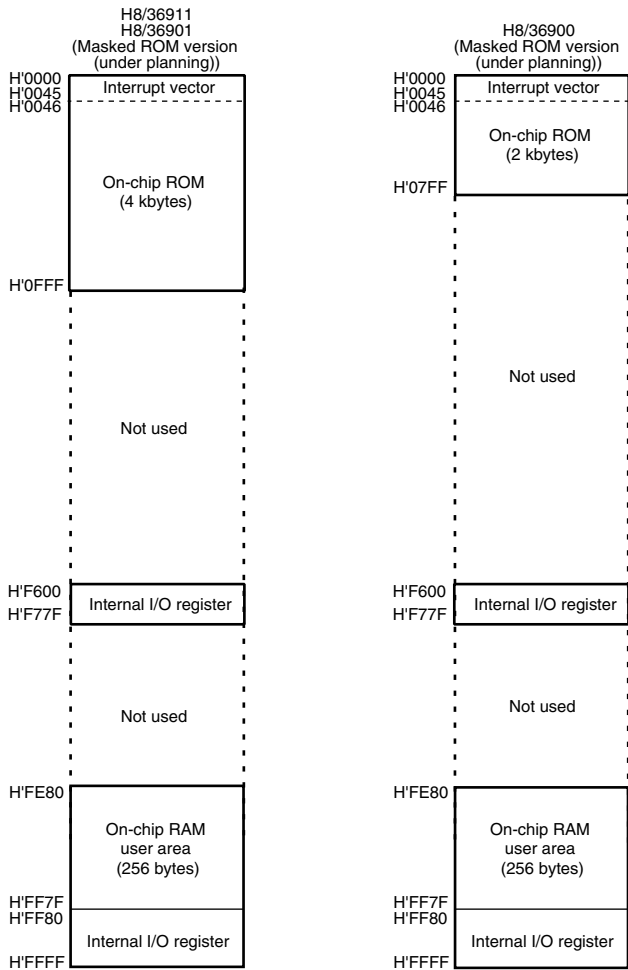 H8/36911
H8/36901
(Masked ROM version
(under planning))
H'0000
Interrupt vector
H'0045
H'0046
On-chip ROM
(4 kbytes)
H'0FFF
Not used
H'F600
Internal I/O register
H'F77F
Not used
H'FE80
On-chip RAM
user area
(256 bytes)
H'FF7F
H'FF80
Internal I/O register
H'FFFF
H8/36900
(Masked ROM version
(under planning))
H'0000
Interrupt vector
H'0045
H'0046
On-chip ROM
(2 kbytes)
H'07FF
Not used
H'F600
Internal I/O register
H'F77F
Not used
H'FE80
On-chip RAM
user area
(256 bytes)
H'FF7F
H'FF80
Internal I/O register
H'FFFF